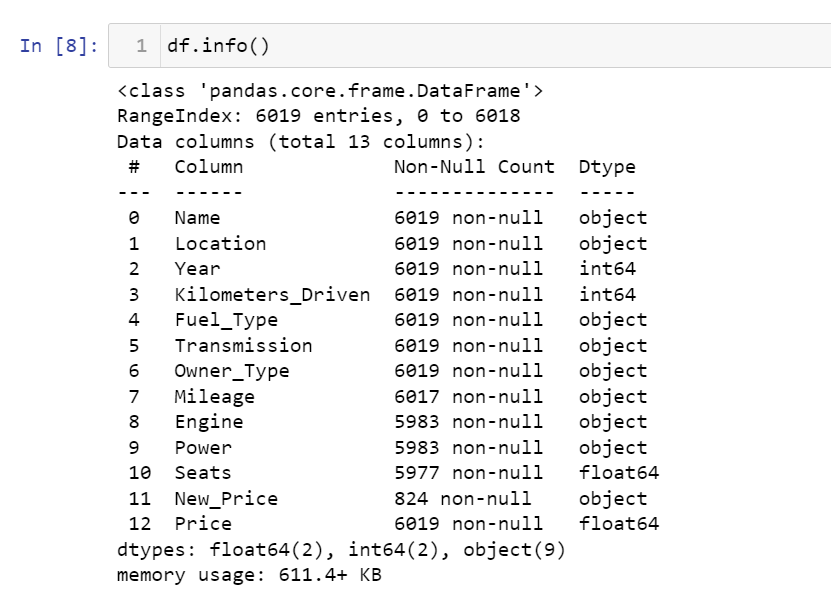 In [8]: 1 df.info()
<class 'pandas.core.frame.DataFrame'>
RangeIndex: 6019 entries, 0 to 6018
Data columns (total 13 columns):
 #   Column             Non-Null Count  Dtype
---  ------             --------------  -----
 0   Name               6019 non-null   object
 1   Location           6019 non-null   object
 2   Year               6019 non-null   int64
 3   Kilometers_Driven  6019 non-null   int64
 4   Fuel_Type          6019 non-null   object
 5   Transmission       6019 non-null   object
 6   Owner_Type         6019 non-null   object
 7   Mileage            6017 non-null   object
 8   Engine             5983 non-null   object
 9   Power              5983 non-null   object
 10  Seats              5977 non-null   float64
 11  New_Price          824 non-null    object
 12  Price              6019 non-null   float64
dtypes: float64(2), int64(2), object(9)
memory usage: 611.4+ KB